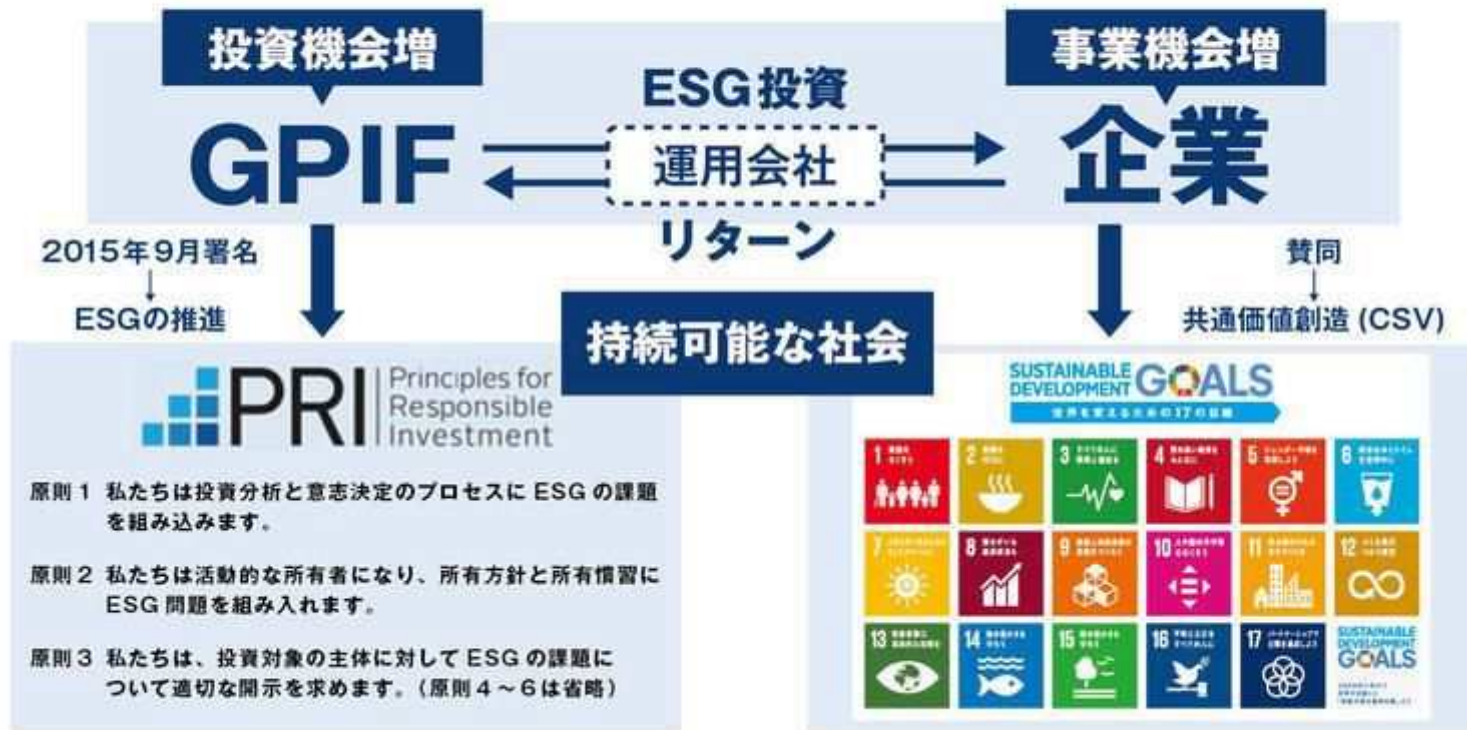 投資機会増
事業機会増
ESG投資
GPIF
運用会社
企業
リターン
2015年9月署名
ESGの推進
賛同
共通価値創造 (CSV)
持続可能な社会
PRI
Principles for
Responsible
Investment
原則1 私たちは投資分析と意志決定のプロセスに ESG の課題
を組み込みます。
原則2 私たちは活動的な所有者になり、所有方針と所有慣習に
ESG 問題を組み入れます。
原則3 私たちは、投資対象の主体に対して ESG の課題に
ついて適切な開示を求めます。(原則4〜6は省略)
SUSTAINABLE
DEVELOPMENT GOALS
世界を変えるための17の目標
1
2
3
4
5
6
7
8
9
10
11
12
13
14
15
16
17
SUSTAINABLE
DEVELOPMENT
GOALS